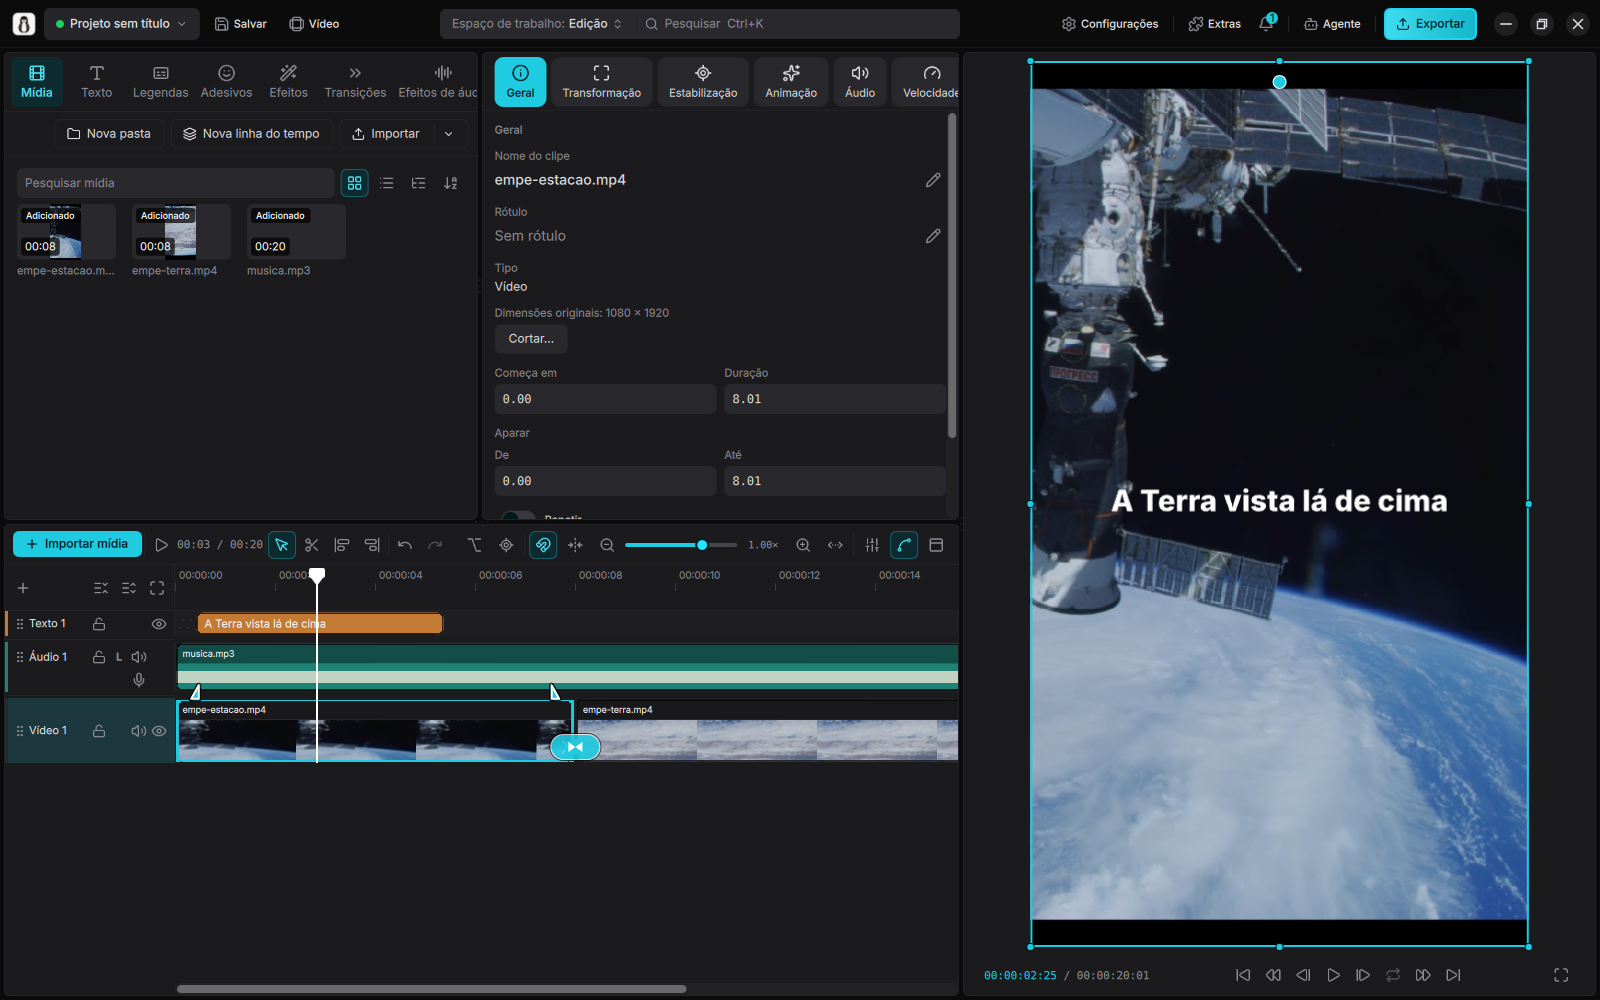 Projeto sem título
Salvar
Vídeo
Espaço de trabalho: Edição
Pesquisar Ctrl+K
Configurações
Extras
1
Agente
Exportar
Mídia
Texto
Legendas
Adesivos
Efeitos
Transições
Efeitos de áud
Nova pasta
Nova linha do tempo
Importar
Pesquisar mídia
Adicionado
00:08
empe-estacao.m...
Adicionado
00:08
empe-terra.mp4
Adicionado
00:20
musica.mp3
Geral
Transformação
Estabilização
Animação
Áudio
Velocidade
Geral
Nome do clipe
empe-estacao.mp4
Rótulo
Sem rótulo
Tipo
Vídeo
Dimensões originais: 1080 × 1920
Cortar...
Começa em
Duração
0.00
8.01
Aparar
De
Até
0.00
8.01
Repetir
ПРОГРЕСС
A Terra vista lá de cima
00:00:02:25 / 00:00:20:01
Importar mídia
00:03 / 00:20
1.00×
00:00:00
00:00
00:00:04
00:00:06
00:00:08
00:00:10
00:00:12
00:00:14
Texto 1
A Terra vista lá de cima
Áudio 1
L
musica.mp3
Vídeo 1
empe-estacao.mp4
empe-terra.mp4